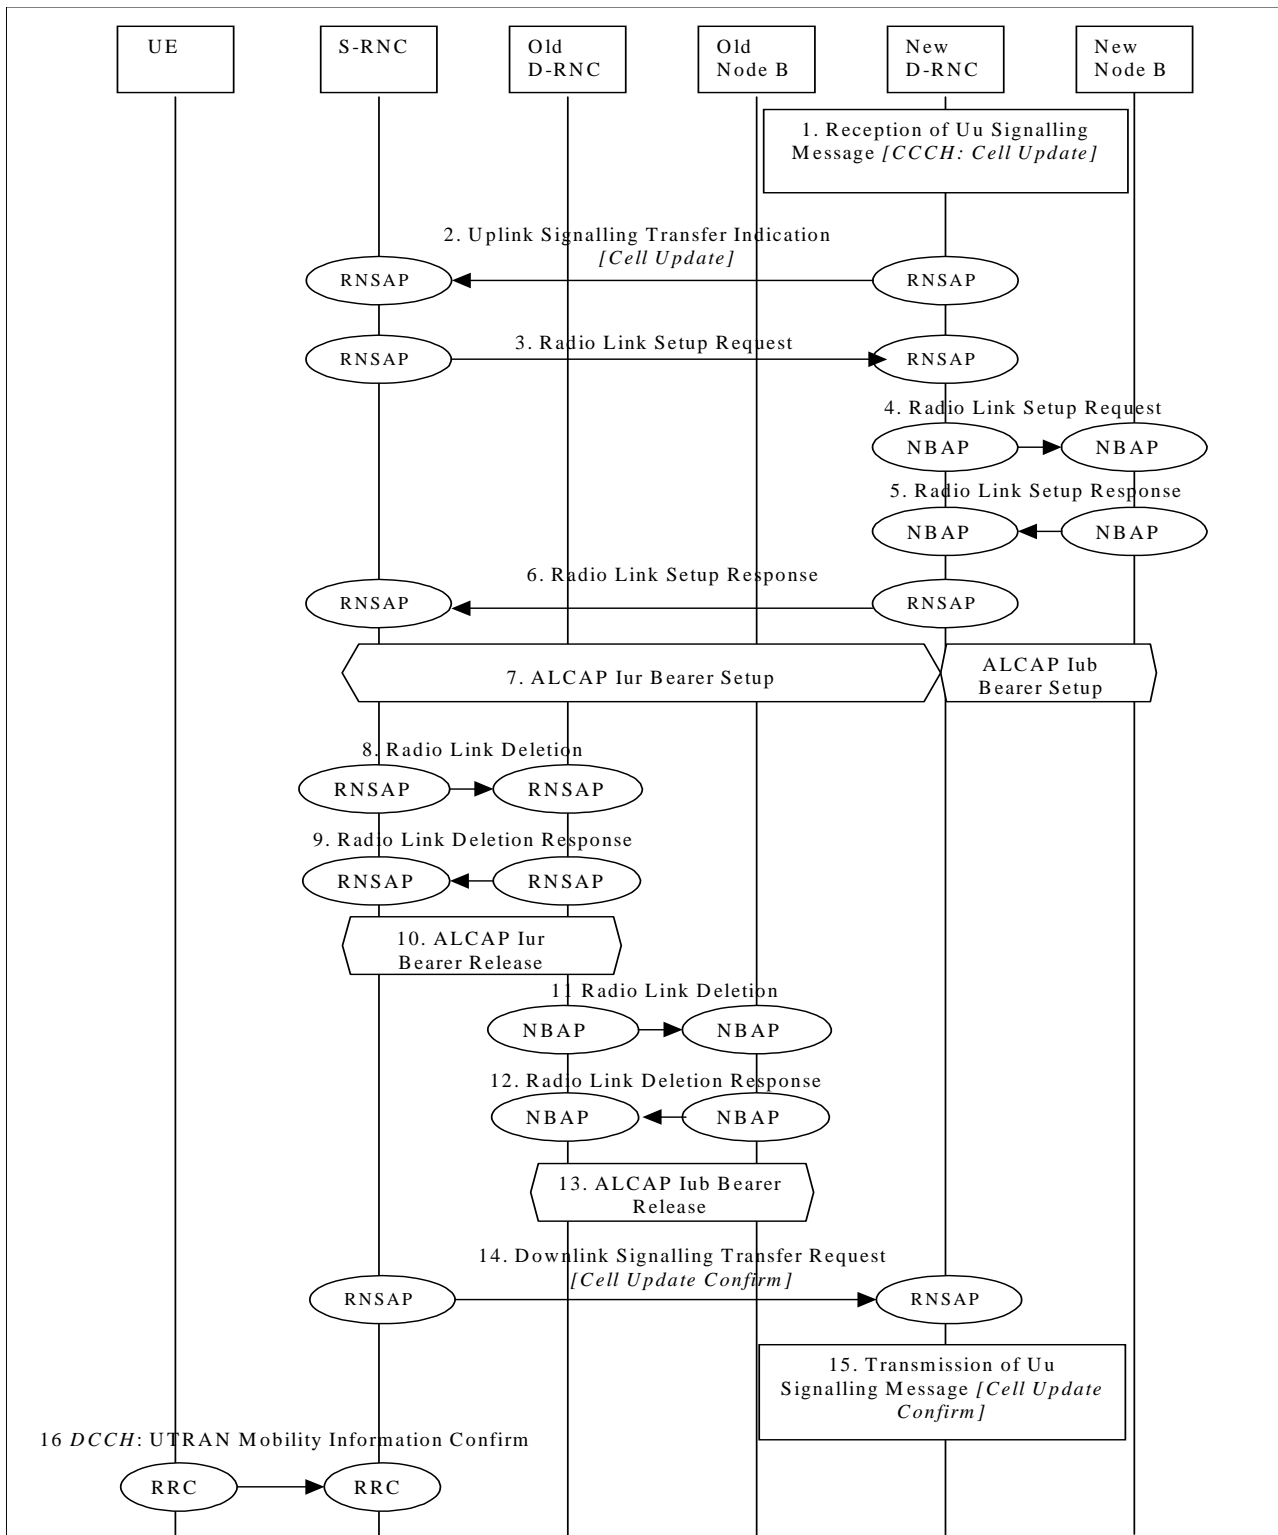 UE
S-RNC
Old
D-RNC
Old
Node B
New
D-RNC
New
Node B
1. Reception of Uu Signalling
Message [CCCH: Cell Update]
2. Uplink Signalling Transfer Indication
[Cell Update]
RNSAP
RNSAP
3. Radio Link Setup Request
RNSAP
RNSAP
4. Radio Link Setup Request
NBAP
NBAP
5. Radio Link Setup Response
NBAP
NBAP
6. Radio Link Setup Response
RNSAP
RNSAP
7. ALCAP Iur Bearer Setup
ALCAP Iub
Bearer Setup
8. Radio Link Deletion
RNSAP
RNSAP
9. Radio Link Deletion Response
RNSAP
RNSAP
10. ALCAP Iur
Bearer Release
11 Radio Link Deletion
NBAP
NBAP
12. Radio Link Deletion Response
NBAP
NBAP
13. ALCAP Iub Bearer
Release
14. Downlink Signalling Transfer Request
[Cell Update Confirm]
RNSAP
RNSAP
15. Transmission of Uu
Signalling Message [Cell Update
Confirm]
16 DCCH: UTRAN Mobility Information Confirm
RRC
RRC